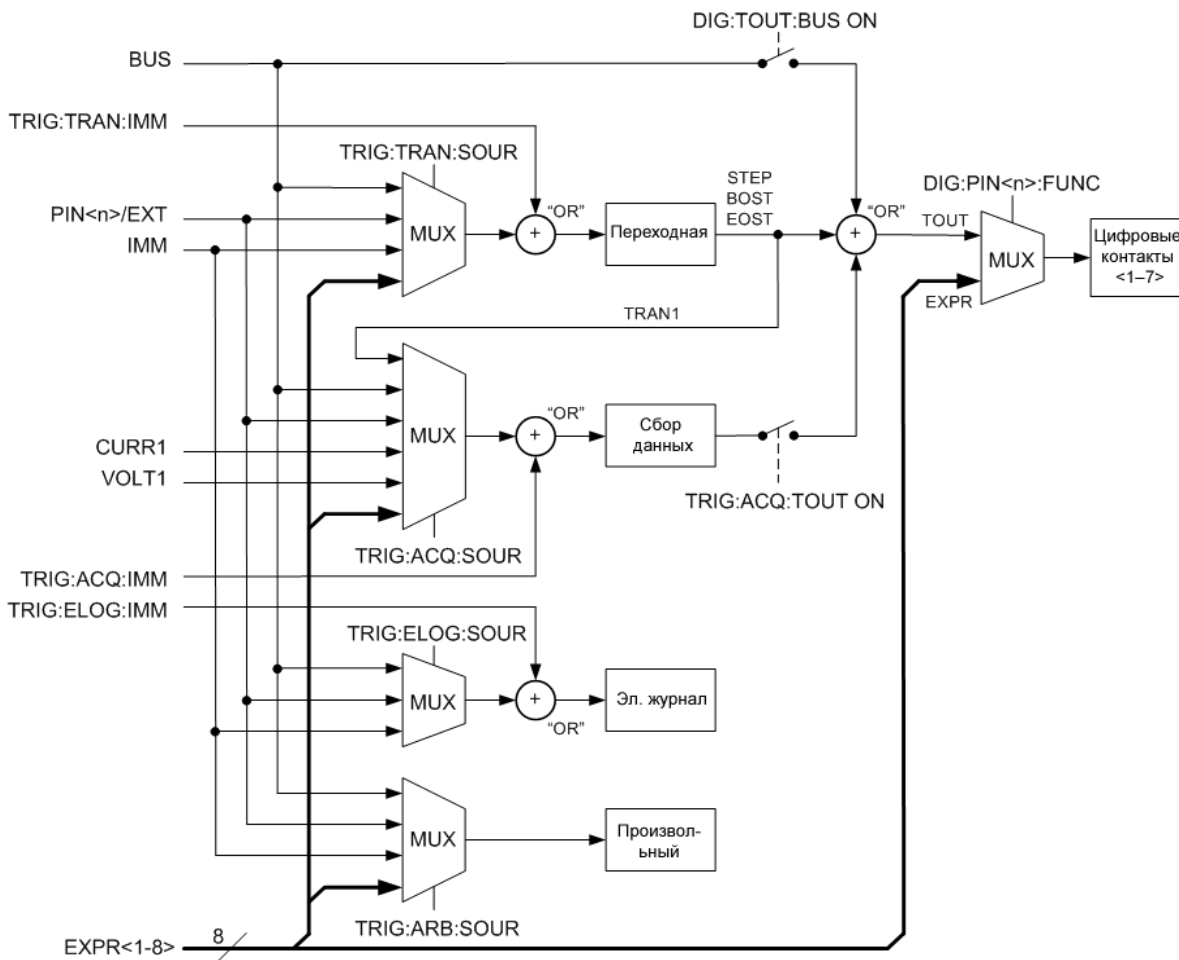 DIG:TOUT:BUS ON
BUS
TRIG:TRAN:IMM
TRIG:TRAN:SOUR
PIN<n>/EXT
IMM
MUX
“OR”
+
Переходная
STEP
BOST
EOST
+
“OR”
TOUT
DIG:PIN<n>:FUNC
MUX
EXPR
Цифровые
контакты
<1–7>
TRAN1
MUX
“OR”
+
Сбор
данных
CURR1
VOLT1
TRIG:ACQ:TOUT ON
TRIG:ACQ:SOUR
TRIG:ACQ:IMM
TRIG:ELOG:IMM
TRIG:ELOG:SOUR
MUX
+
“OR”
Эл. журнал
MUX
Произволь-
ьный
TRIG:ARB:SOUR
EXPR<1-8>
8